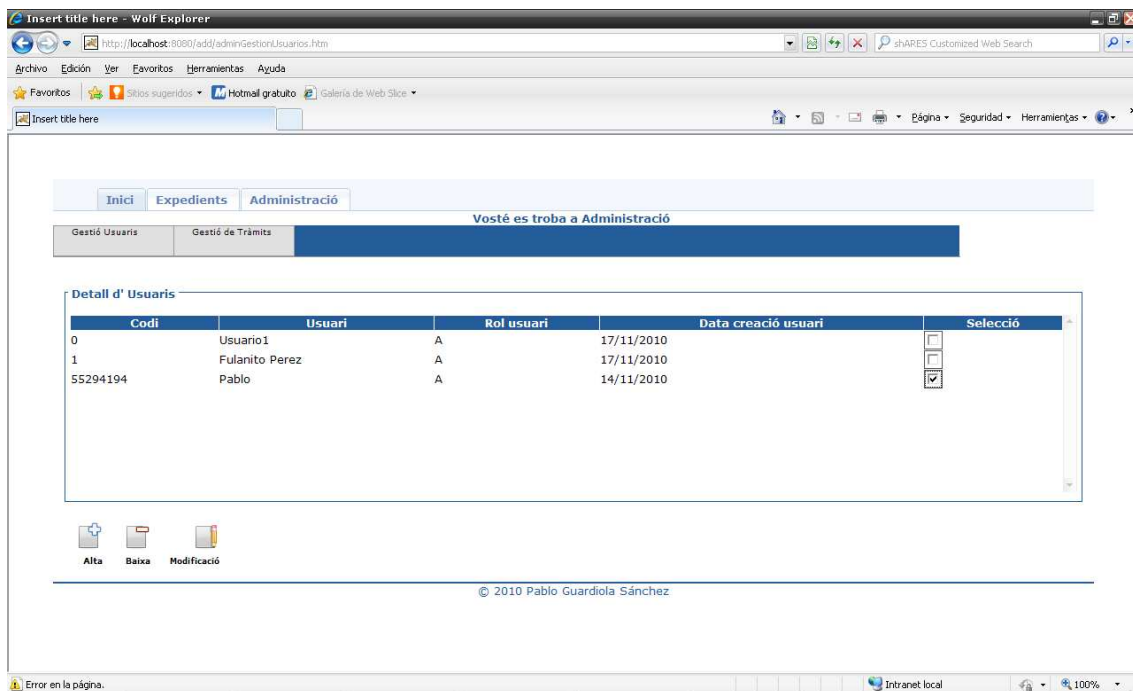 Insert title here - Wolf Explorer
http://localhost:8080/add/adminGestionUsuarios.htm
shARES Customized Web Search
Archivo Edición Ver Favoritos Herramientas Ayuda
Favoritos Sitios sugeridos Hotmail gratuito Galería de Web Slice
Insert title here Página Seguridad Herramientas
Inici Expedients Administració
Vosté es troba a Administració
Gestió Usuaris Gestió de Tràmits
Detall d' Usuaris
Codi Usuari Rol usuari Data creació usuari Selecció
0 Usuario1 A 17/11/2010
1 Fulanito Perez A 17/11/2010
55294194 Pablo A 14/11/2010
Alta Baixa Modificació
© 2010 Pablo Guardiola Sánchez
Error en la página. Intranet local 100%